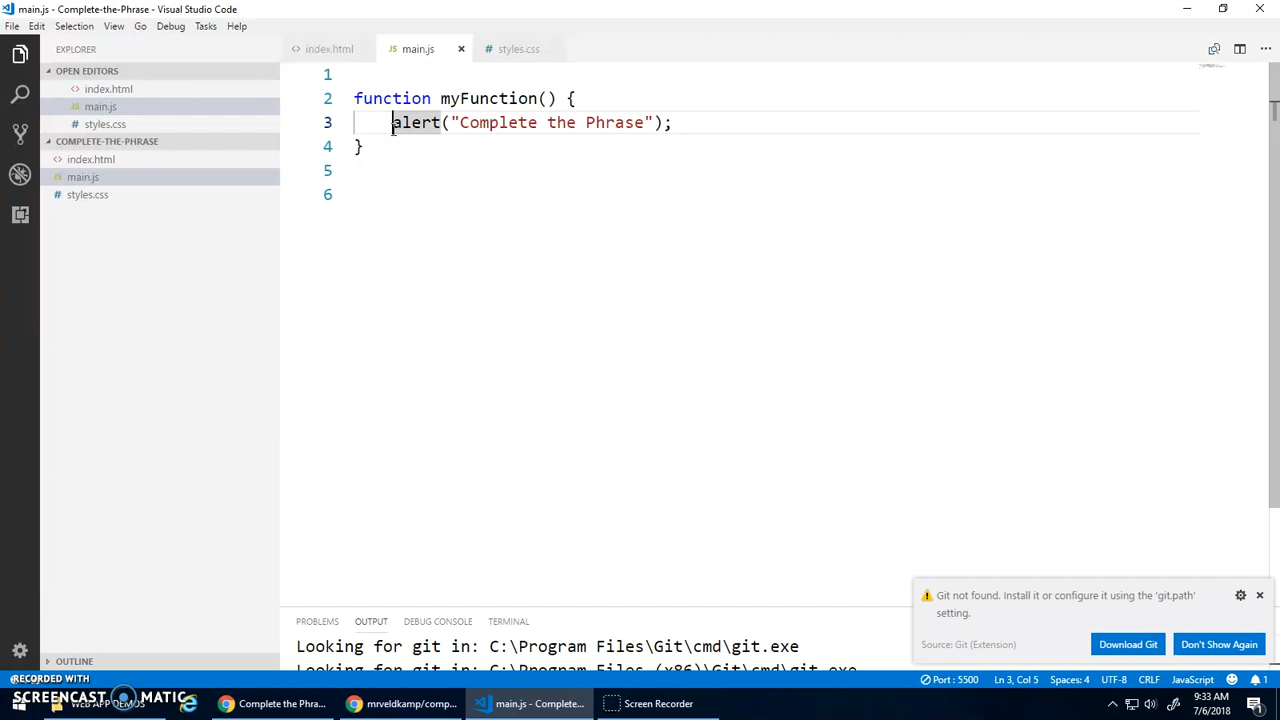 main.js - Complete-the-Phrase - Visual Studio Code
File Edit Selection View Go Debug Tasks Help
EXPLORER
index.html
JS main.js
# styles.css
OPEN EDITORS
index.html
JS main.js
# styles.css
COMPLETE-THE-PHRASE
index.html
JS main.js
# styles.css
1
2 function myFunction() {
3 alert("Complete the Phrase");
4 }
5
6
Git not found. Install it or configure it using the 'git.path'
setting.
Source: Git (Extension)
Download Git
Don't Show Again
PROBLEMS OUTPUT DEBUG CONSOLE TERMINAL
Looking for git in: C:\Program Files\Git\cmd\git.exe
Looking for git in: C:\Program Files (x86)\Git\cmd\git.exe
OUTLINE
Port : 5500 Ln 3, Col 5 Spaces: 4 UTF-8 CRLF JavaScript 1
RECORDED WITH
SCREENCAST MATIC
WEB APP DEMOS
Complete the Phra...
mrveldkamp/comp...
main.js - Complete...
Screen Recorder
9:33 AM
7/6/2018
1